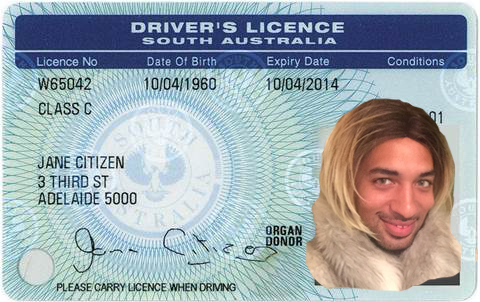 DRIVER'S LICENCE
SOUTH AUSTRALIA
Licence No Date Of Birth Expiry Date Conditions
W65042 10/04/1960 10/04/2014
CLASS C 01
JANE CITIZEN
3 THIRD ST
ADELAIDE 5000
SOUTH AUSTRALIA
ORGAN
DONOR
Jane Citizen
PLEASE CARRY LICENCE WHEN DRIVING